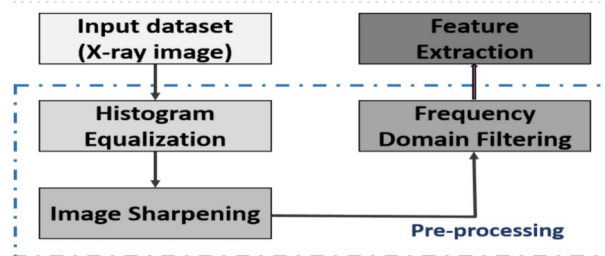 Input dataset
(X-ray image)
Histogram
Equalization
Image Sharpening
Feature
Extraction
Frequency
Domain Filtering
Pre-processing